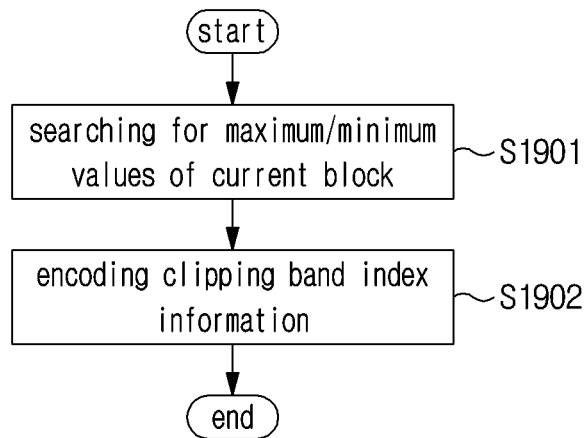 start
searching for maximum/minimum
values of current block
S1901
encoding clipping band index
information
S1902
end